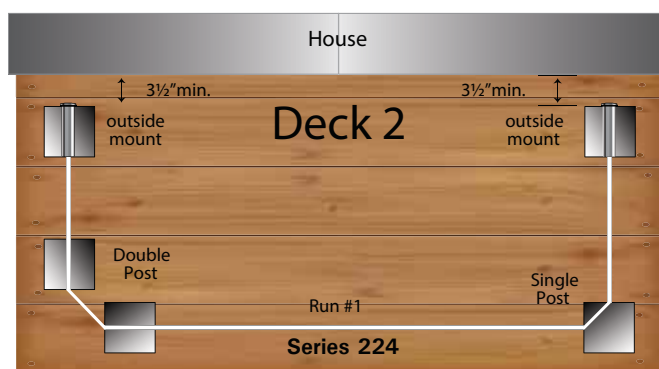 House
3½”min.
3½”min.
outside
mount
Deck 2
outside
mount
Double
Post
Single
Post
Run #1
Series 224